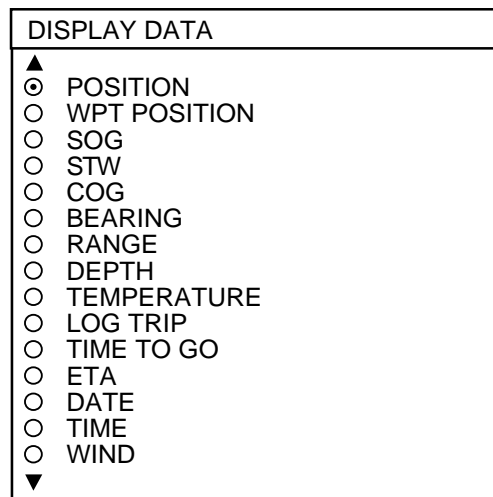 DISPLAY DATA
POSITION
WPT POSITION
SOG
STW
COG
BEARING
RANGE
DEPTH
TEMPERATURE
LOG TRIP
TIME TO GO
ETA
DATE
TIME
WIND